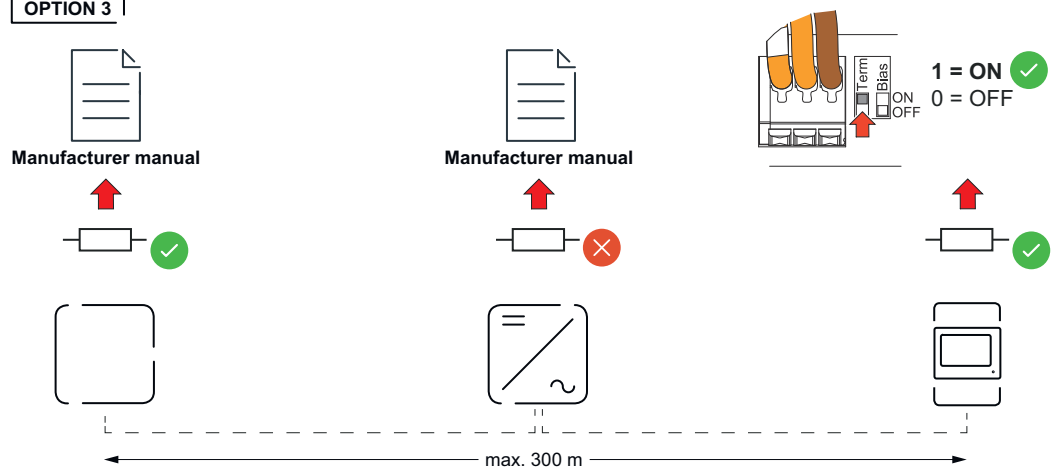 OPTION 3
Manufacturer manual
Manufacturer manual
Term
Bias
ON
OFF
1 = ON
0 = OFF
max. 300 m